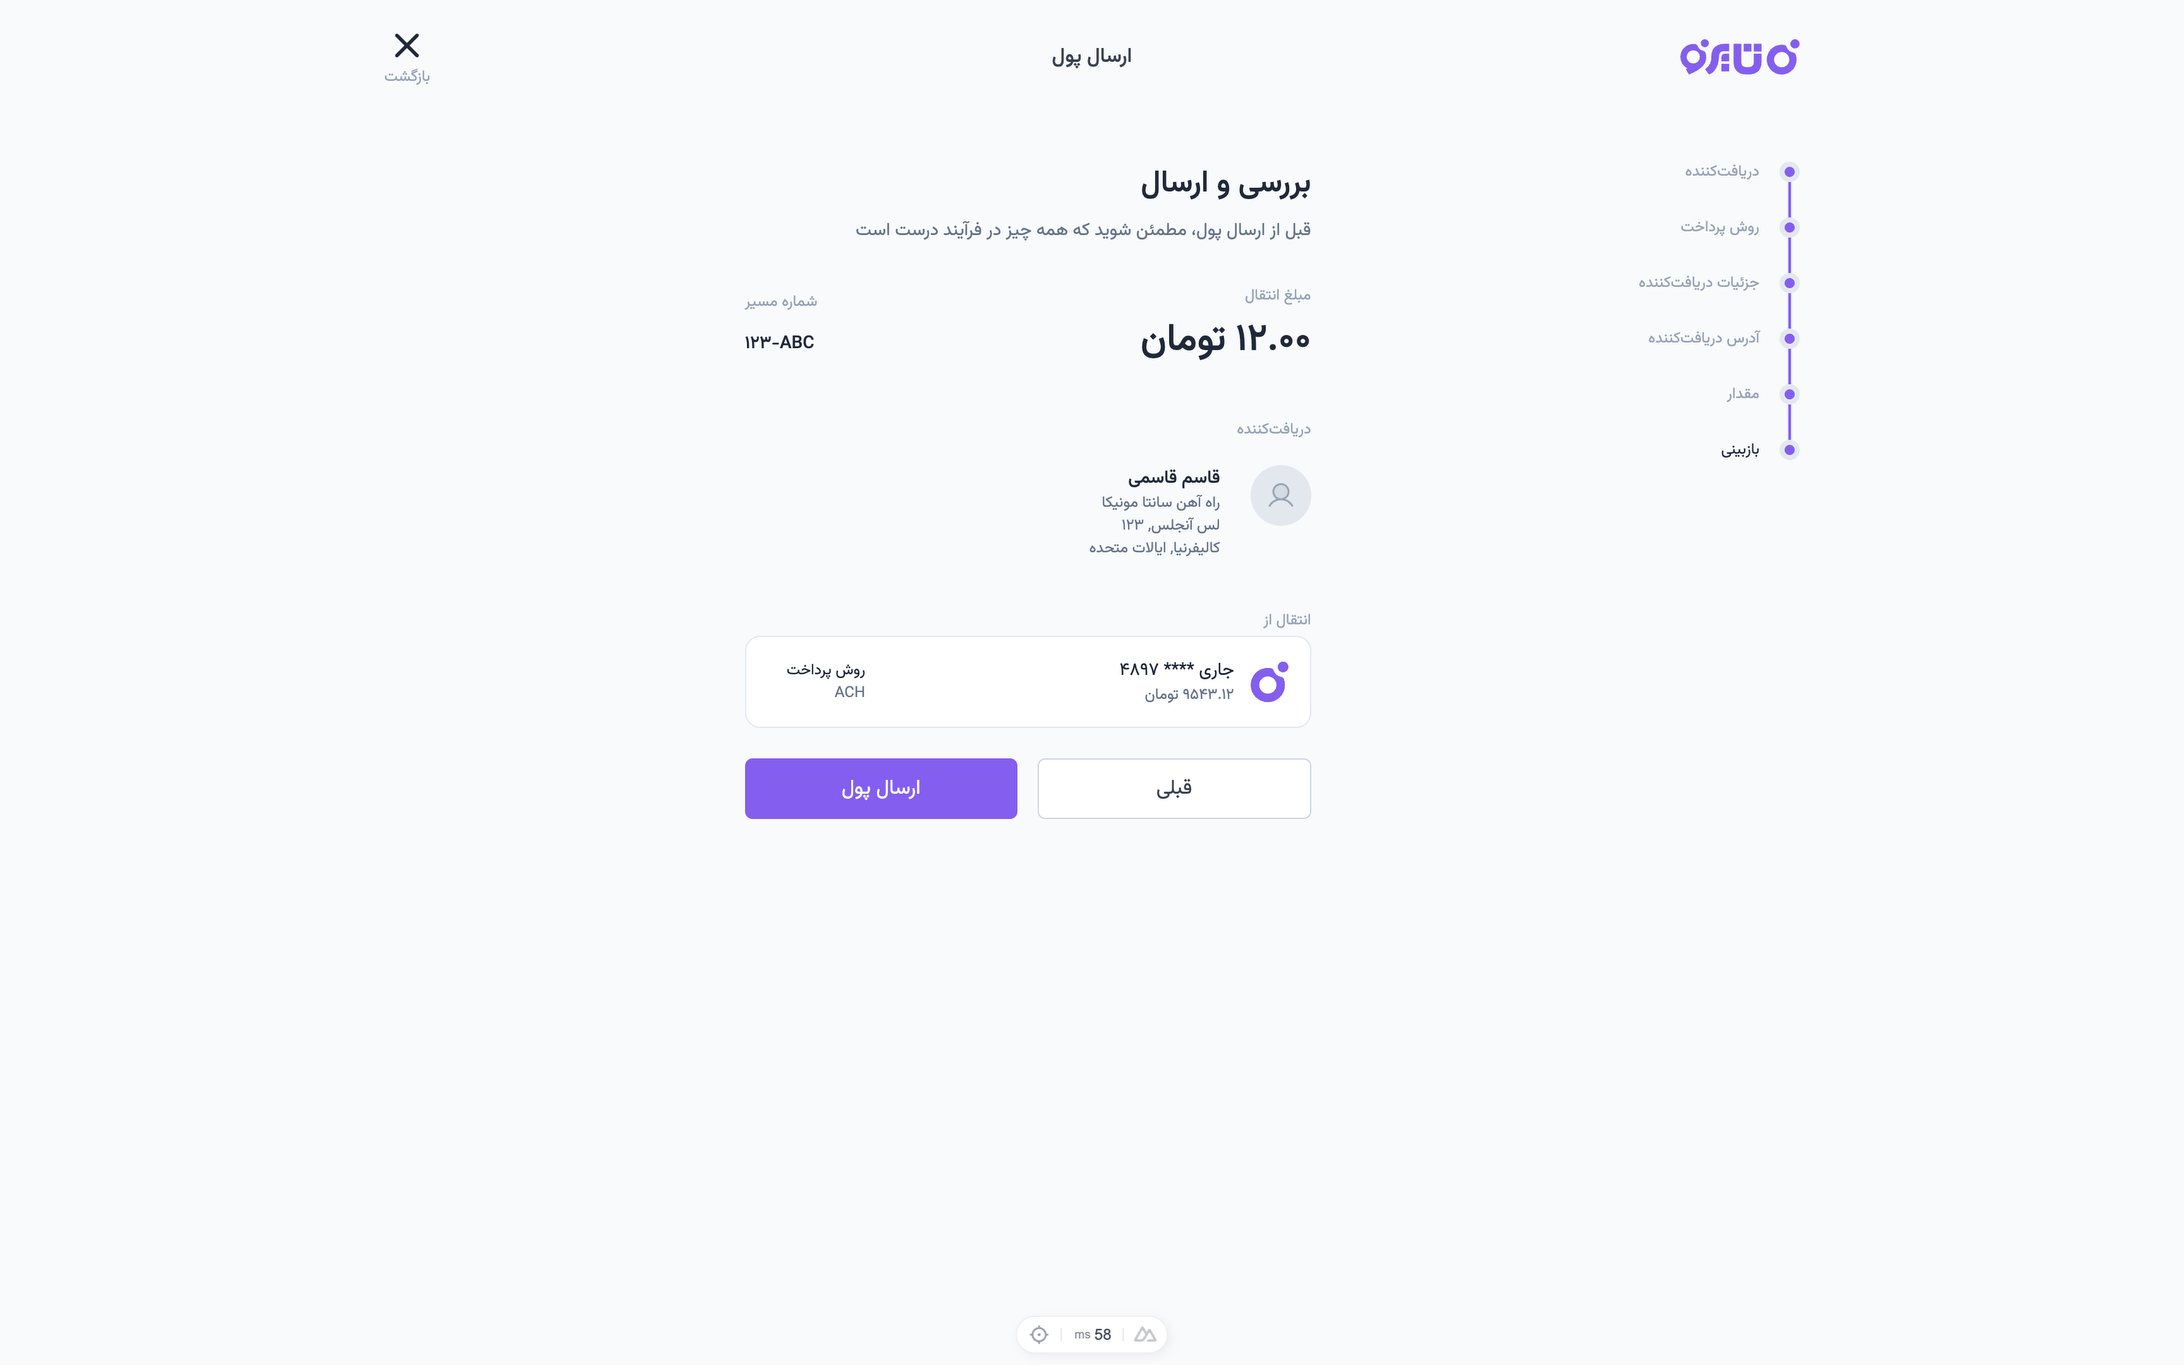 ارسال پول
بازگشت
دریافت‌کننده
روش پرداخت
جزئیات دریافت‌کننده
آدرس دریافت‌کننده
مقدار
بازبینی
بررسی و ارسال
قبل از ارسال پول، مطمئن شوید که همه چیز در فرآیند درست است
مبلغ انتقال
۱۲.۰۰ تومان
شماره مسیر
۱۲۳-ABC
دریافت‌کننده
قاسم قاسمی
راه آهن سانتا مونیکا
لس آنجلس, ۱۲۳
کالیفرنیا, ایالات متحده
انتقال از
جاری **** ۴۸۹۷
۹۵۴۳.۱۲ تومان
روش پرداخت
ACH
قبلی
ارسال پول
58 ms